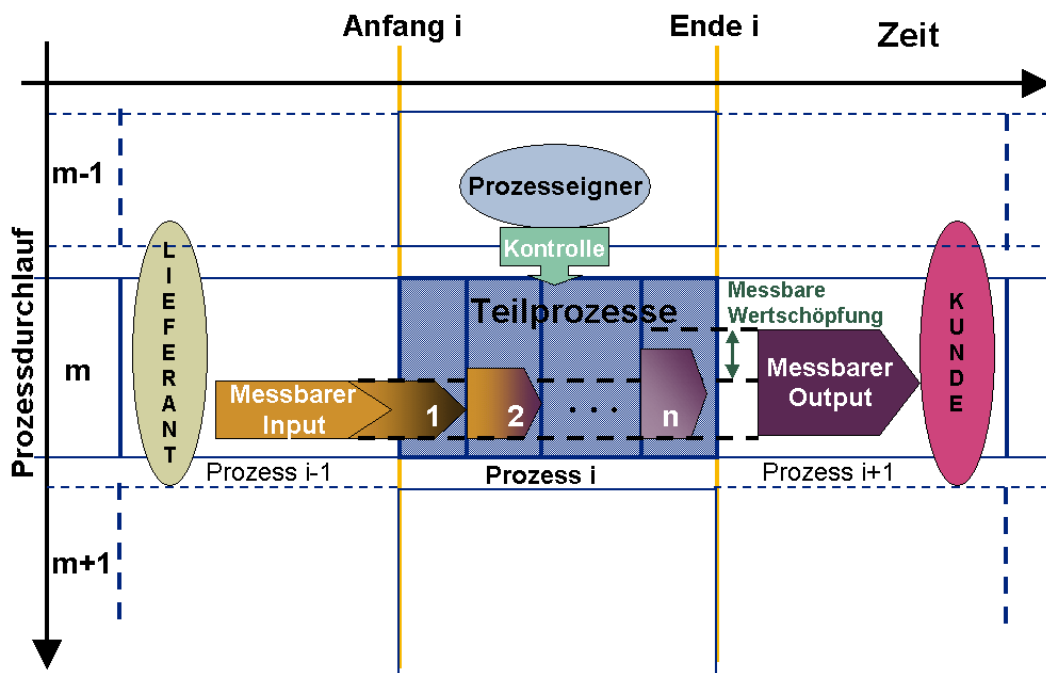 Anfang i
Ende i
Zeit
m-1
Prozesseigner
Kontrolle
Prozessdurchlauf
LIEFERANT
KUNDE
Teilprozesse
Messbare
Wertschöpfung
m
Messbarer
Input
1
2
. . .
n
Messbarer
Output
Prozess i-1
Prozess i
Prozess i+1
m+1